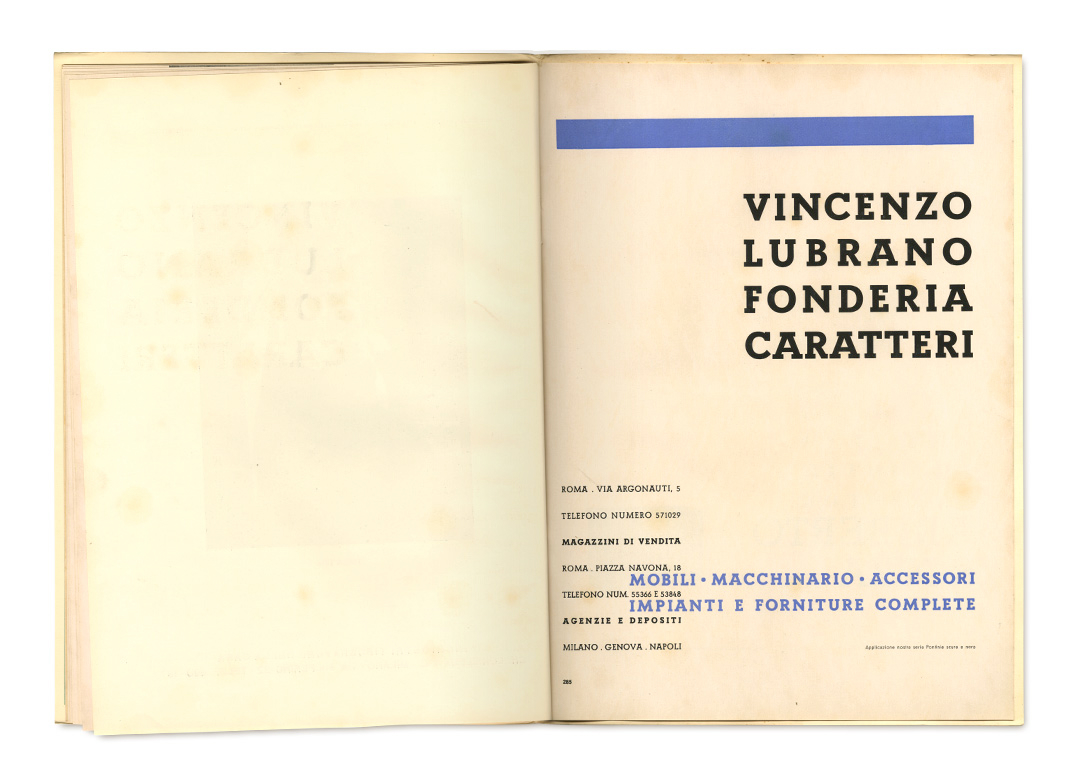 VINCENZO
LUBRANO
FONDERIA
CARATTERI
ROMA . VIA ARGONAUTI, 5
TELEFONO NUMERO 571029
MAGAZZINI DI VENDITA
ROMA . PIAZZA NAVONA, 18
TELEFONO NUM. 55366 E 53848
AGENZIE E DEPOSITI
MILANO . GENOVA . NAPOLI
MOBILI • MACCHINARIO • ACCESSORI
IMPIANTI E FORNITURE COMPLETE
Applicazione nostra serie Pontinia scura e nera
285